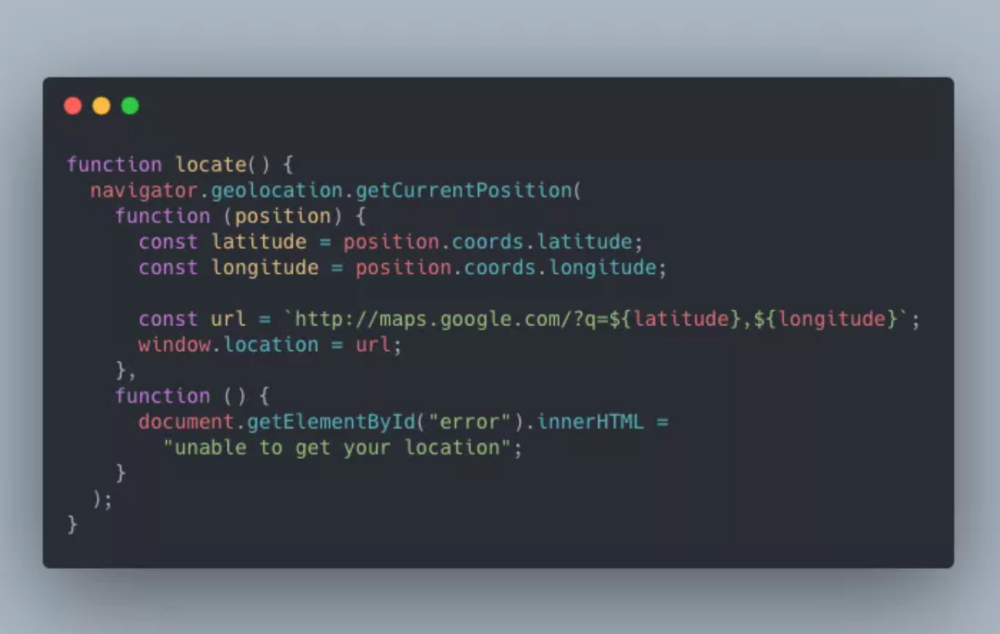 function locate() {
  navigator.geolocation.getCurrentPosition(
    function (position) {
      const latitude = position.coords.latitude;
      const longitude = position.coords.longitude;

      const url = `http://maps.google.com/?q=${latitude},${longitude}`;
      window.location = url;
    },
    function () {
      document.getElementById("error").innerHTML =
        "unable to get your location";
    }
  );
}